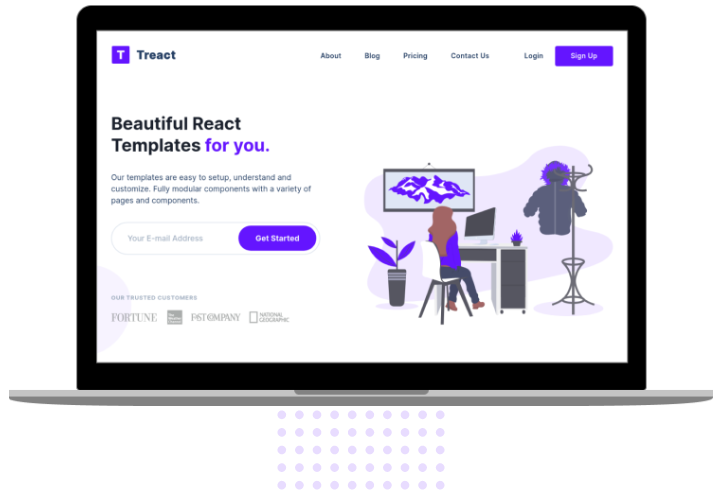 T Treact
About Blog Pricing Contact Us Login Sign Up
Beautiful React
Templates for you.
Our templates are easy to setup, understand and
customize. Fully modular components with a variety of
pages and components.
Your E-mail Address Get Started
OUR TRUSTED CUSTOMERS
FORTUNE
FAST COMPANY
NATIONAL
GEOGRAPHIC